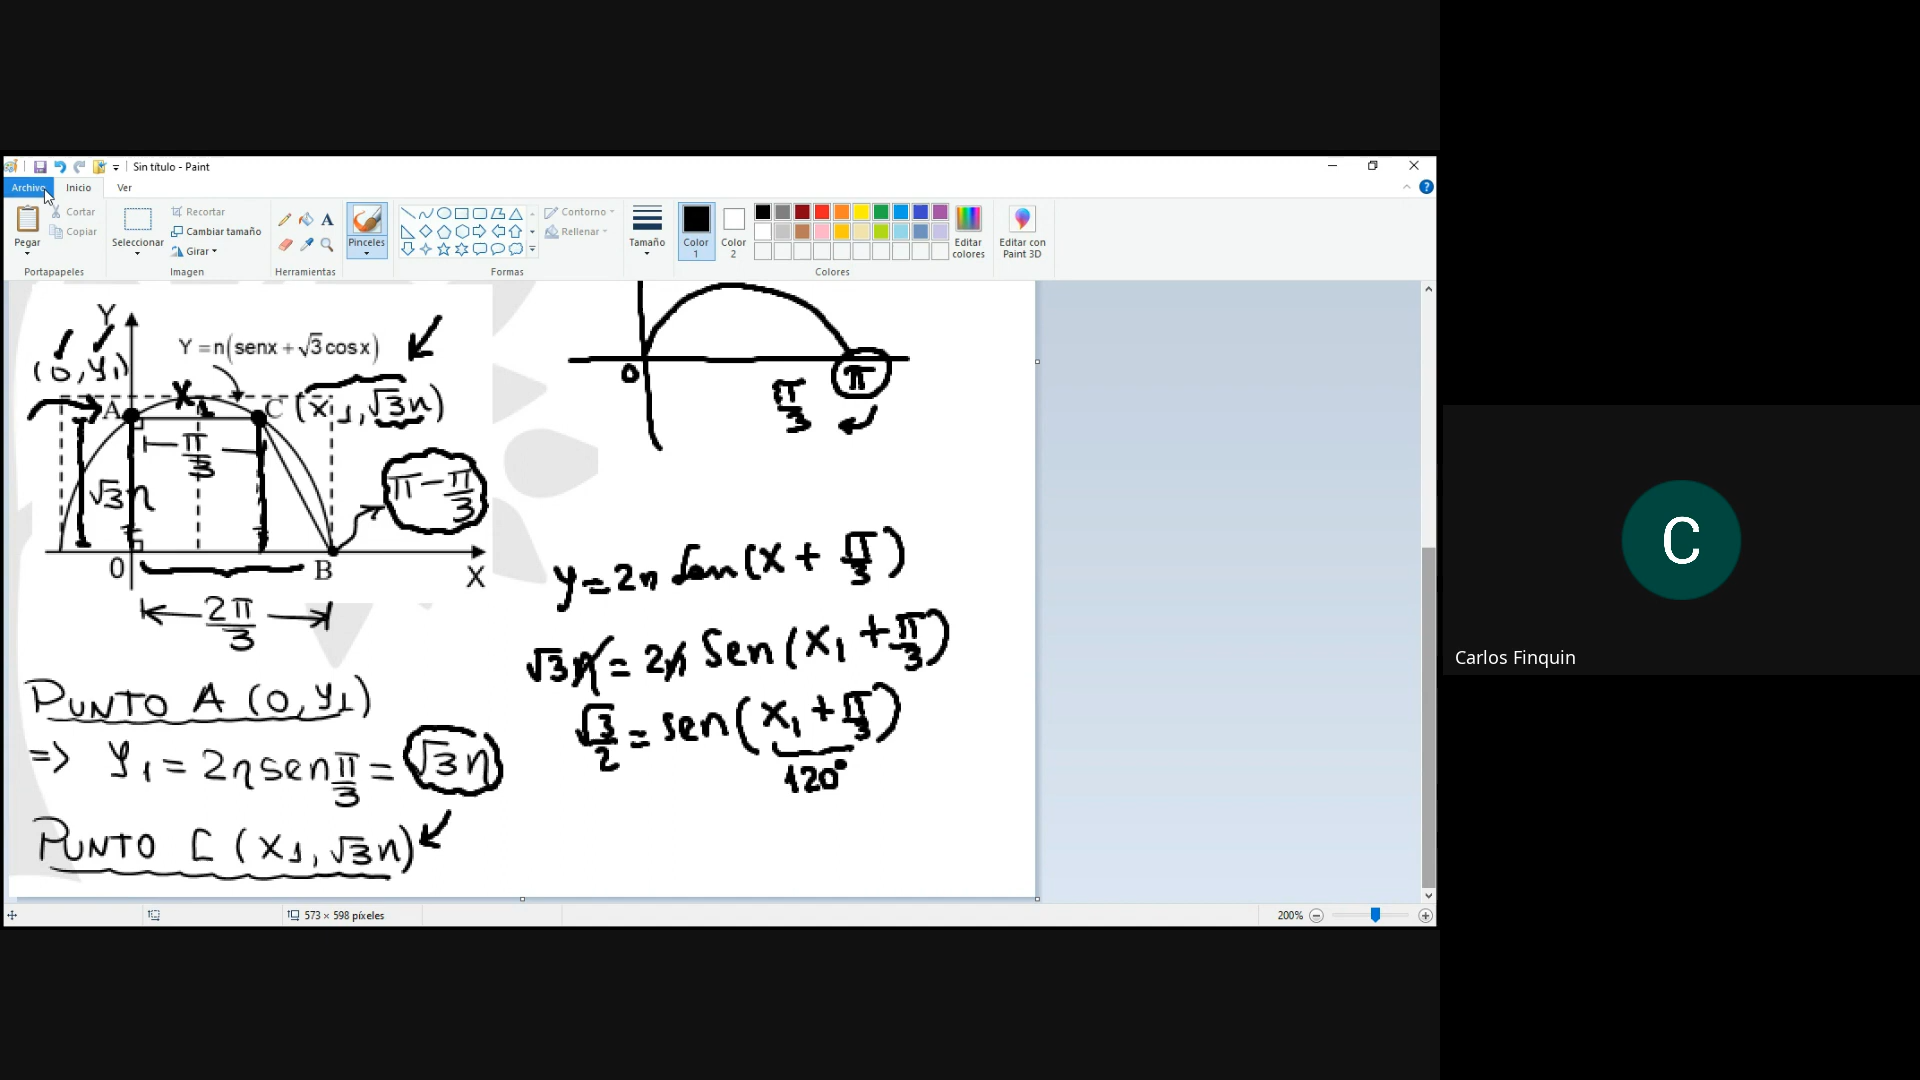 Sin título - Paint
Archivo Inicio Ver
Pegar
Cortar
Copiar
Portapapeles
Seleccionar
Recortar
Cambiar tamaño
Girar
Imagen
A
Herramientas
Pinceles
Contorno
Rellenar
Formas
Tamaño
Color 1
Color 2
Editar colores
Colores
Editar con Paint 3D
Y
Y = n(senx + √3 cosx)
(0, y1)
x1
A
C (x1, √3n)
π/3
√3n
π - π/3
0 B X
2π/3
PUNTO A (0, y1)
=> y1 = 2n sen π/3 = √3n
PUNTO C (x1, √3n)
0 π
π/3
y = 2n Sen(x + π/3)
√3n = 2n Sen(x1 + π/3)
√3/2 = sen(x1 + π/3)
120°
573 × 598 píxeles
200%
C
Carlos Finquin